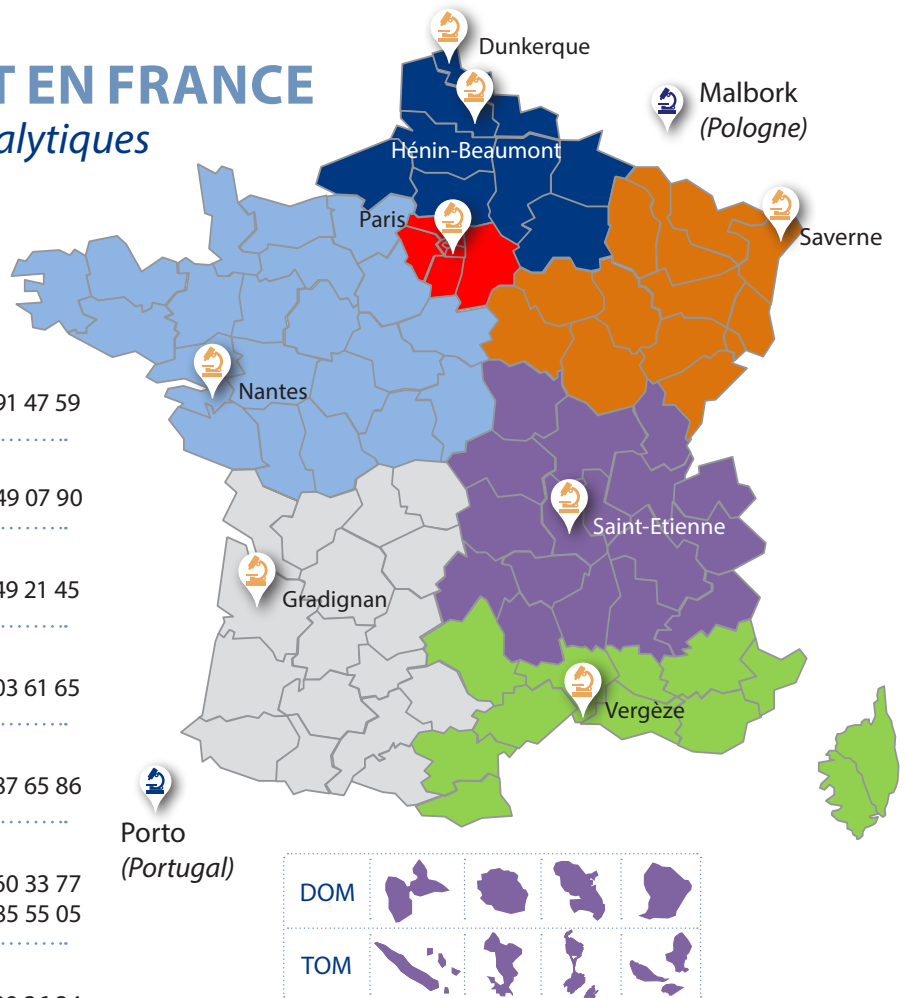 T EN FRANCE
alytiques
Dunkerque
Malbork
(Pologne)
Hénin-Beaumont
Paris
Saverne
Nantes
91 47 59
49 07 90
Saint-Etienne
49 21 45
Gradignan
03 61 65
Vergèze
87 65 86
Porto
(Portugal)
60 33 77
85 55 05
DOM
TOM